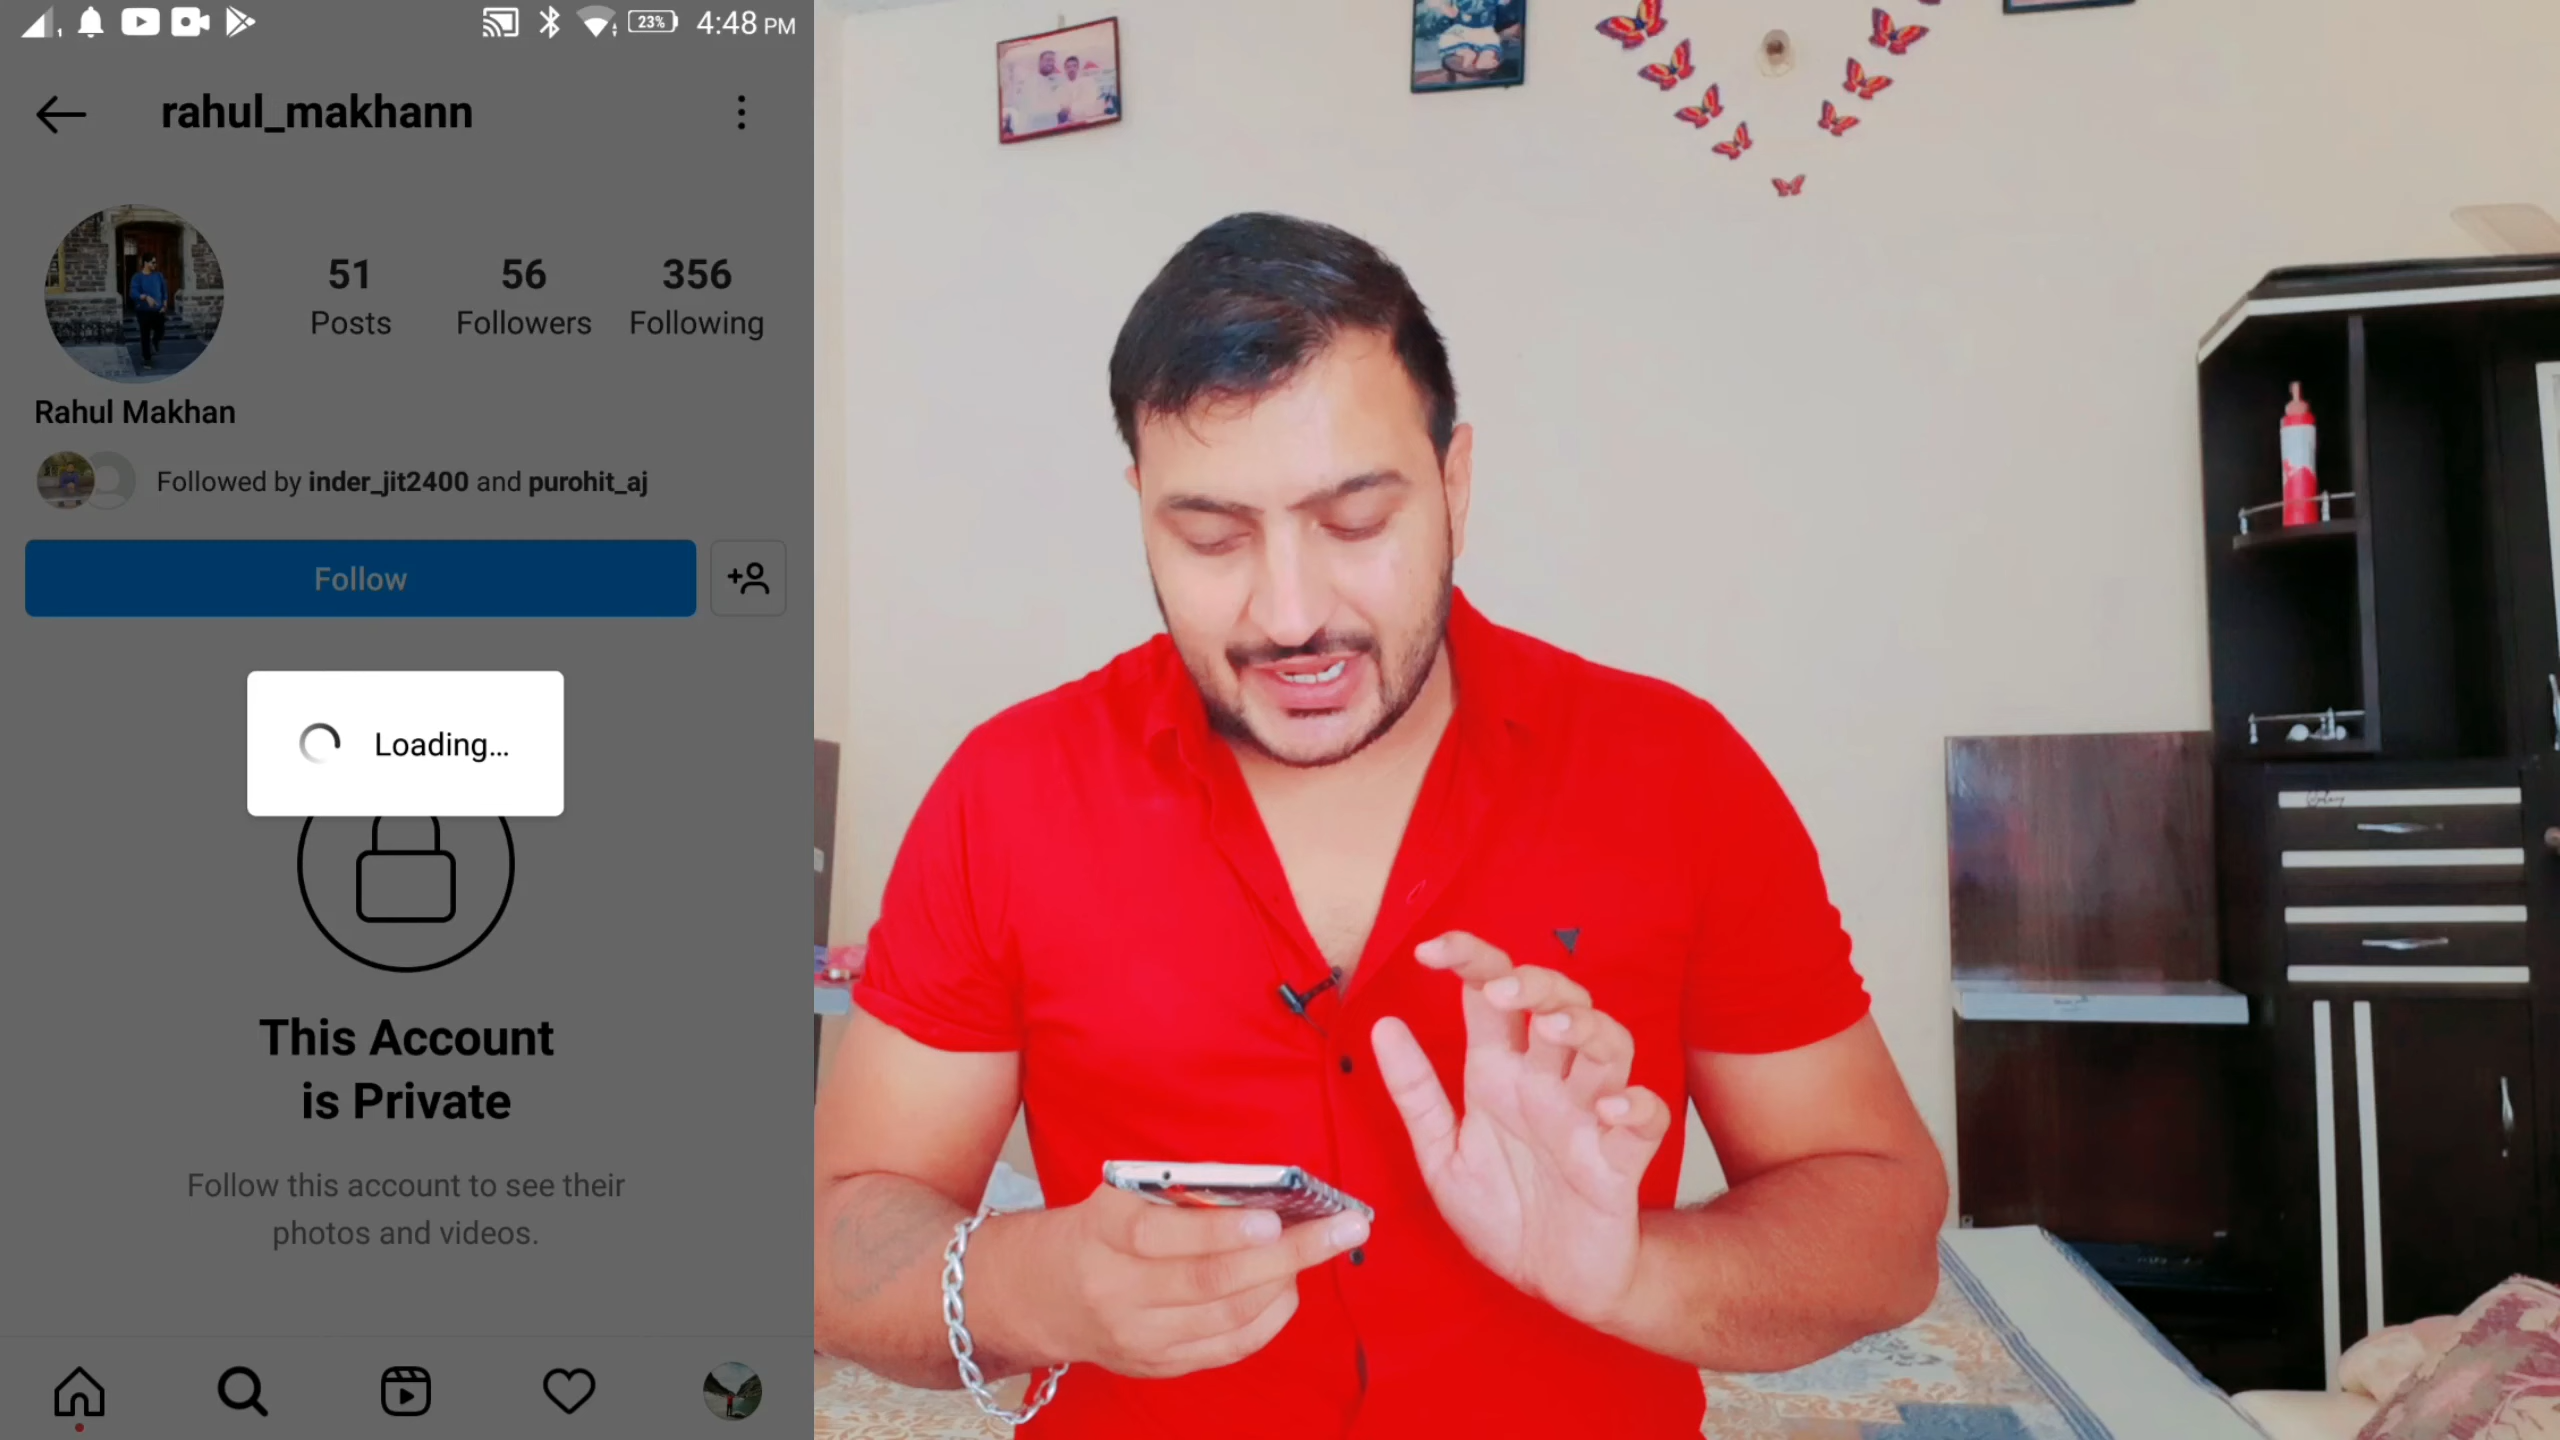 23% 4:48 PM
rahul_makhann
51 56 356
Posts Followers Following
Rahul Makhan
Followed by inder_jit2400 and purohit_aj
Follow
Loading...
This Account
is Private
Follow this account to see their
photos and videos.